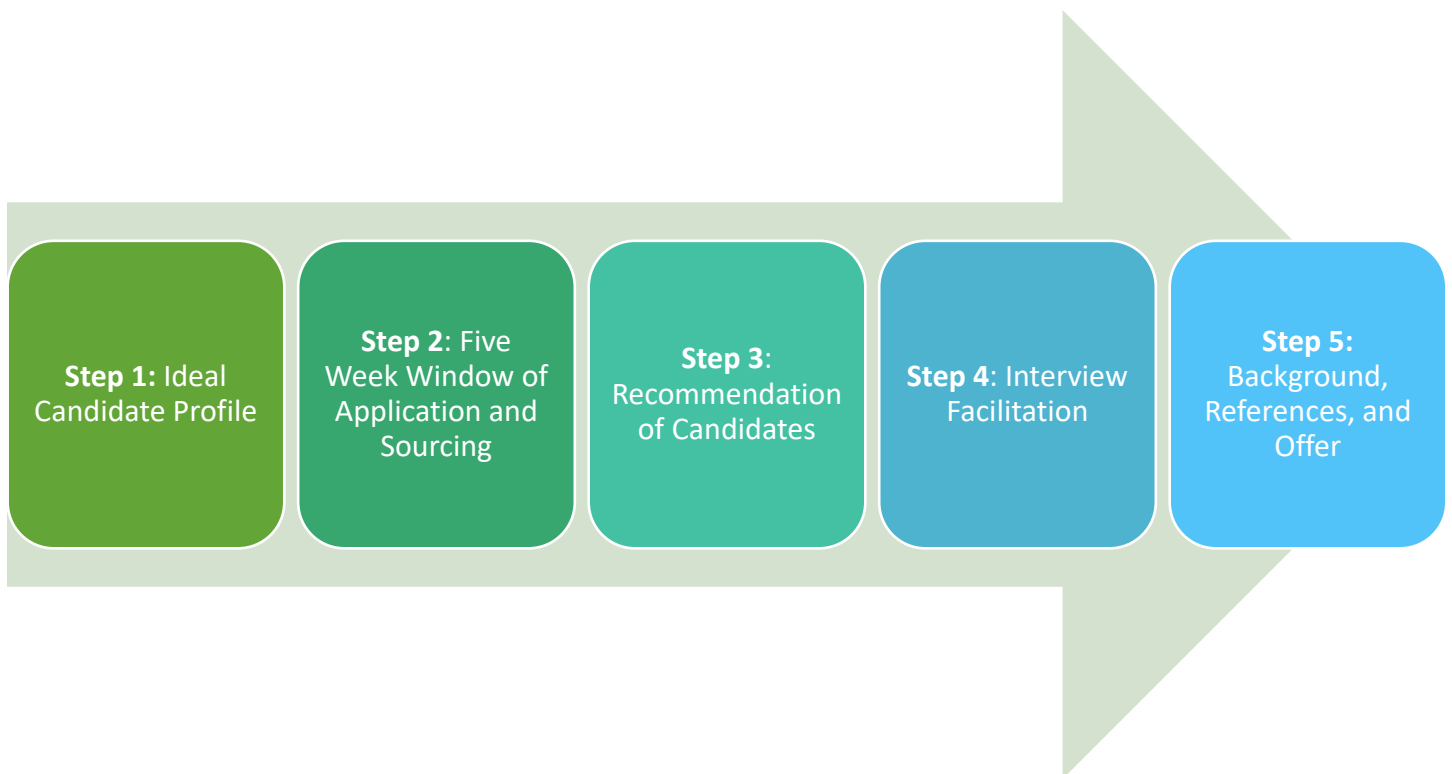 Step 1: Ideal
Candidate Profile
Step 2: Five
Week Window of
Application and
Sourcing
Step 3:
Recommendation
of Candidates
Step 4: Interview
Facilitation
Step 5:
Background,
References, and
Offer